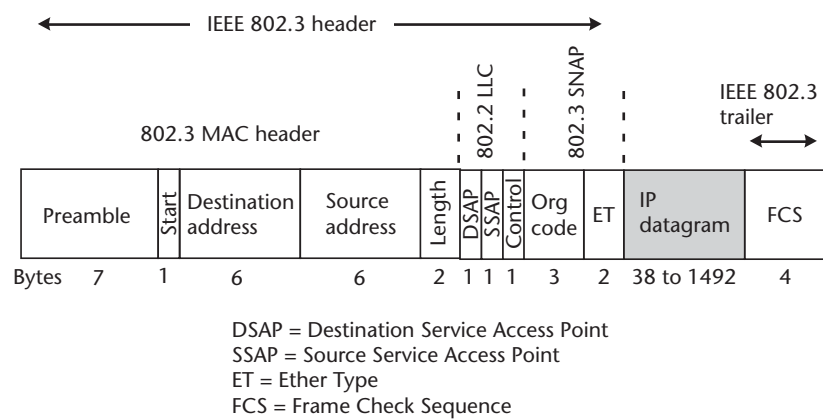 IEEE 802.3 header
802.3 MAC header
802.2 LLC
802.3 SNAP
IEEE 802.3
trailer
Preamble
Start
Destination
address
Source
address
Length
DSAP
SSAP
Control
Org
code
ET
IP
datagram
FCS
Bytes 7 1 6 6 2 1 1 1 3 2 38 to 1492 4
DSAP = Destination Service Access Point
SSAP = Source Service Access Point
ET = Ether Type
FCS = Frame Check Sequence